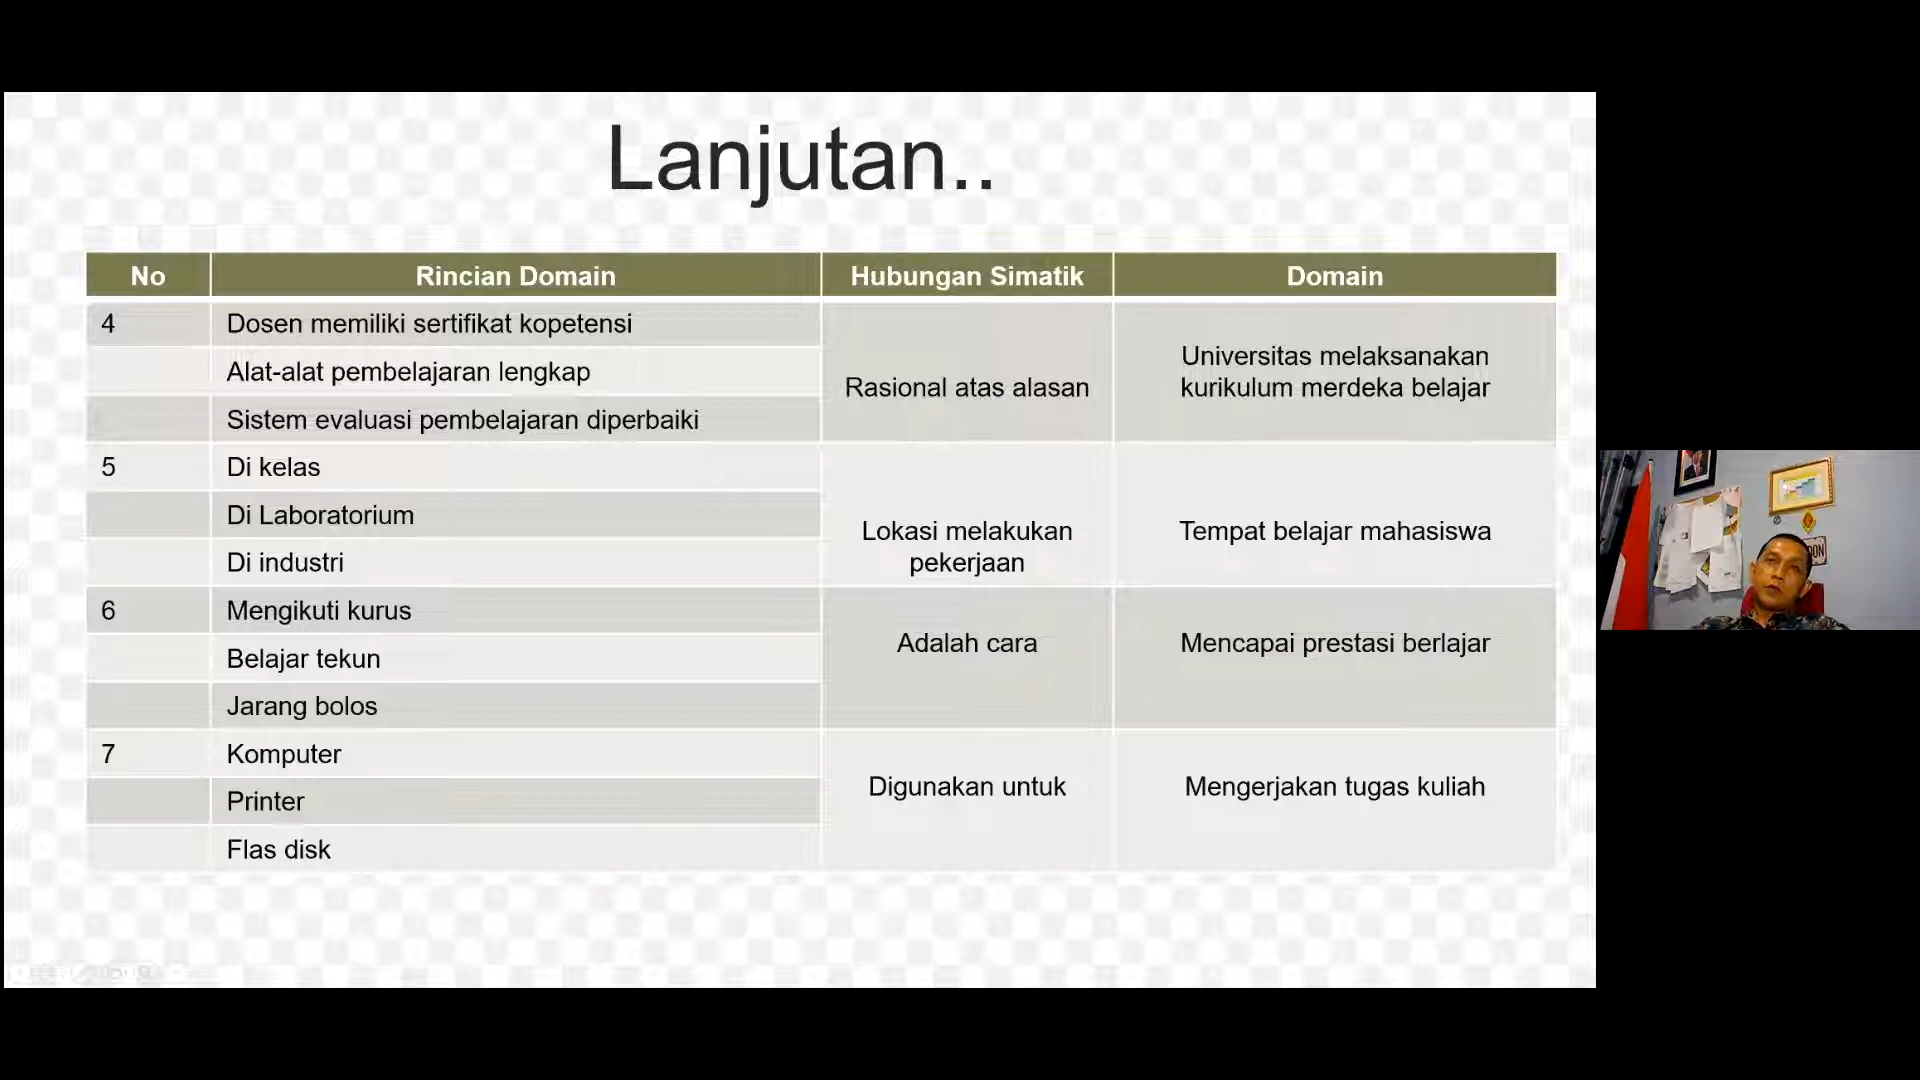 Lanjutan..
No Rincian Domain Hubungan Simatik Domain
4 Dosen memiliki sertifikat kopetensi
Alat-alat pembelajaran lengkap
Sistem evaluasi pembelajaran diperbaiki
Rasional atas alasan
Universitas melaksanakan
kurikulum merdeka belajar
5 Di kelas
Di Laboratorium
Di industri
Lokasi melakukan
pekerjaan
Tempat belajar mahasiswa
6 Mengikuti kurus
Belajar tekun
Jarang bolos
Adalah cara
Mencapai prestasi berlajar
7 Komputer
Printer
Flas disk
Digunakan untuk
Mengerjakan tugas kuliah